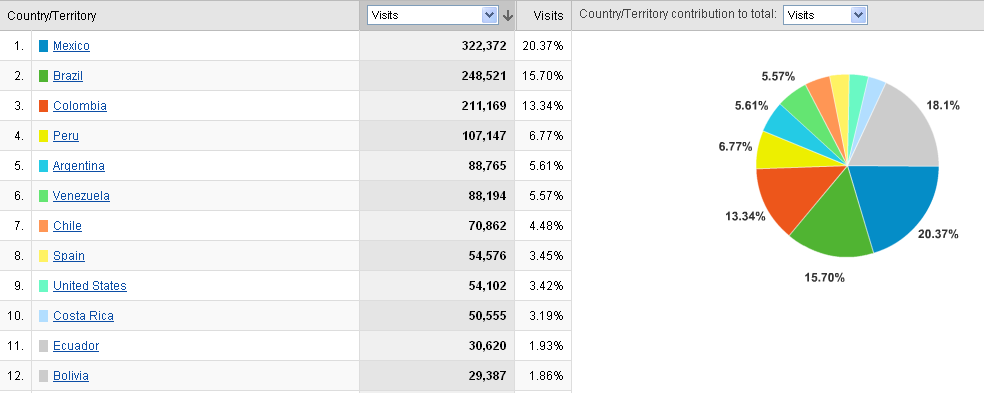 Country/Territory Visits Visits Country/Territory contribution to total: Visits
1. Mexico 322,372 20.37%
2. Brazil 248,521 15.70%
3. Colombia 211,169 13.34%
4. Peru 107,147 6.77%
5. Argentina 88,765 5.61%
6. Venezuela 88,194 5.57%
7. Chile 70,862 4.48%
8. Spain 54,576 3.45%
9. United States 54,102 3.42%
10. Costa Rica 50,555 3.19%
11. Ecuador 30,620 1.93%
12. Bolivia 29,387 1.86%
5.57%
5.61%
18.1%
6.77%
13.34%
20.37%
15.70%